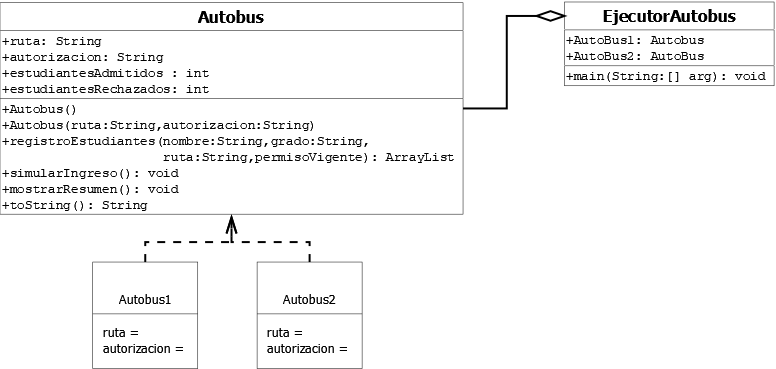 Autobus
+ruta: String
+autorizacion: String
+estudiantesAdmitidos : int
+estudiantesRechazados: int
+Autobus()
+Autobus(ruta:String,autorizacion:String)
+registroEstudiantes(nombre:String,grado:String,
ruta:String,permisoVigente): ArrayList
+simularIngreso(): void
+mostrarResumen(): void
+toString(): String
EjecutorAutobus
+AutoBus1: Autobus
+AutoBus2: AutoBus
+main(String:[] arg): void
Autobus1
ruta =
autorizacion =
Autobus2
ruta =
autorizacion =